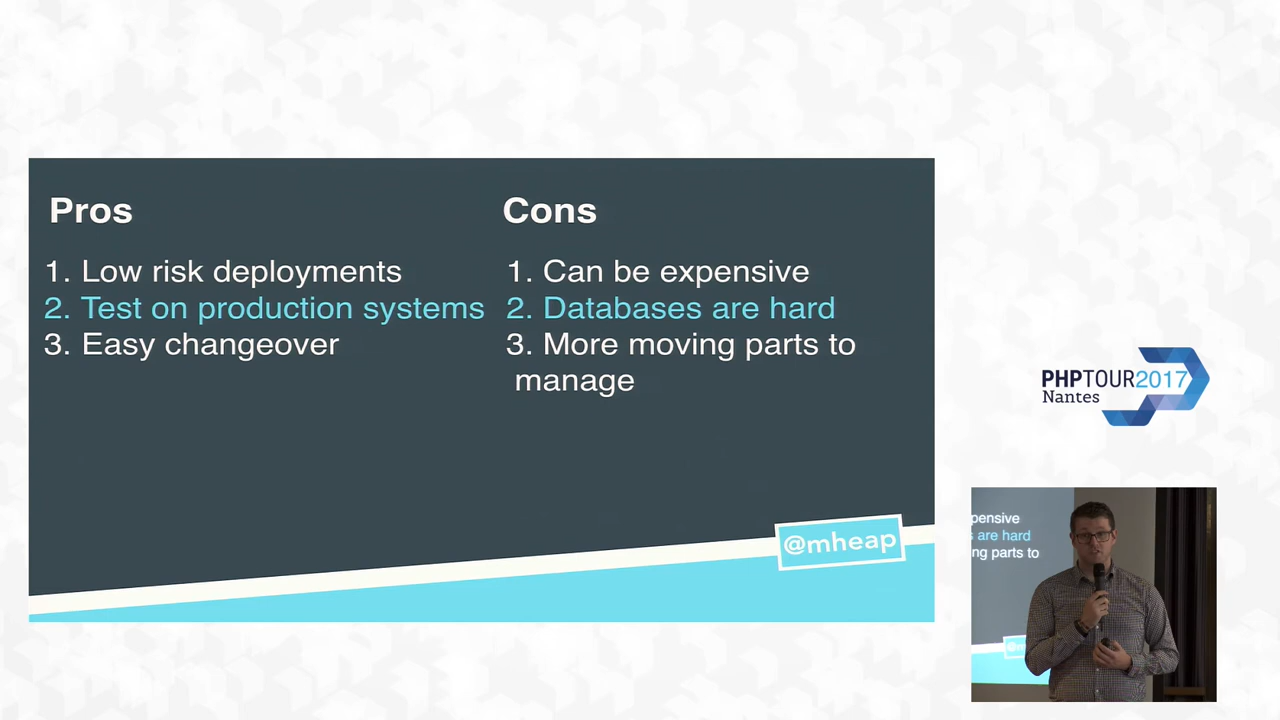 Pros
1. Low risk deployments
2. Test on production systems
3. Easy changeover
Cons
1. Can be expensive
2. Databases are hard
3. More moving parts to
manage
@mheap
PHPTOUR2017
Nantes
pensive
are hard
ng parts to